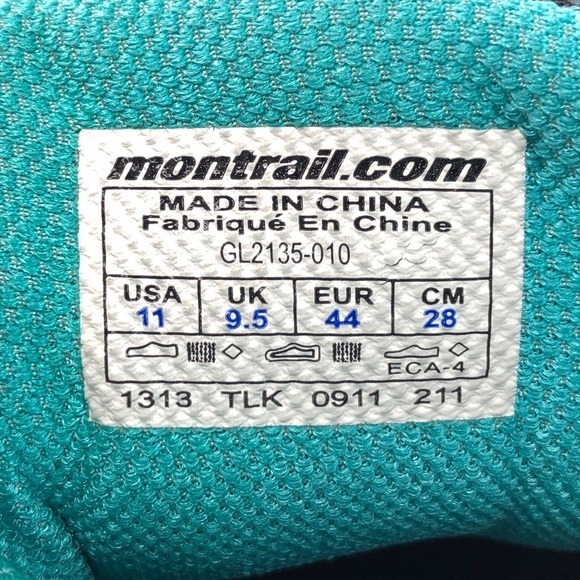 montrail.com
MADE IN CHINA
Fabriqué En Chine
GL2135-010
USA UK EUR CM
11 9.5 44 28
ECA-4
1313 TLK 0911 211